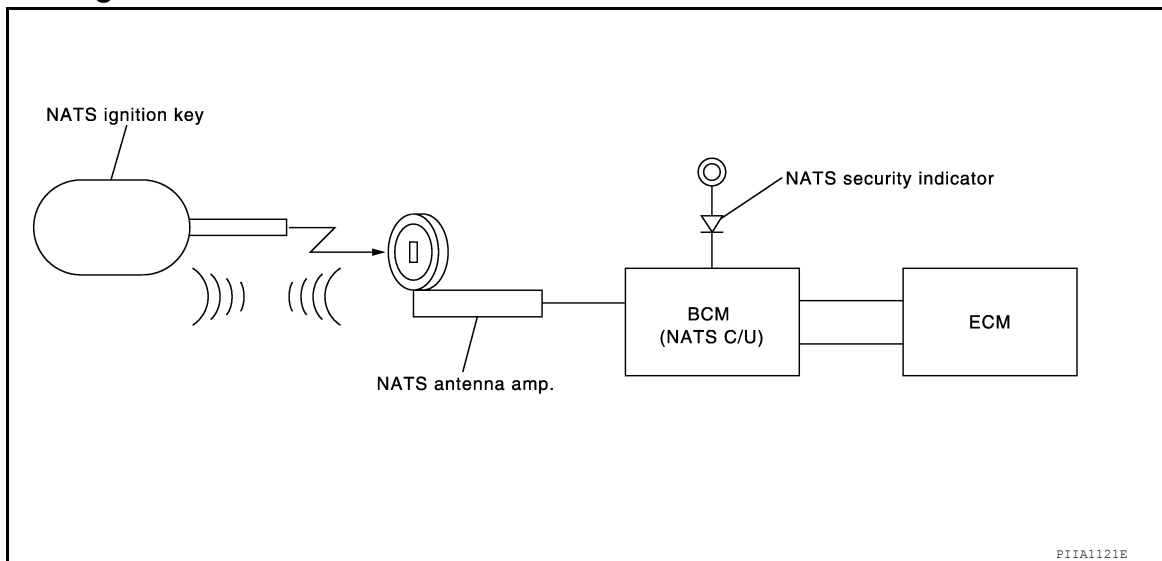 NATS ignition key
NATS security indicator
BCM
(NATS C/U)
ECM
NATS antenna amp.
PIIA1121E